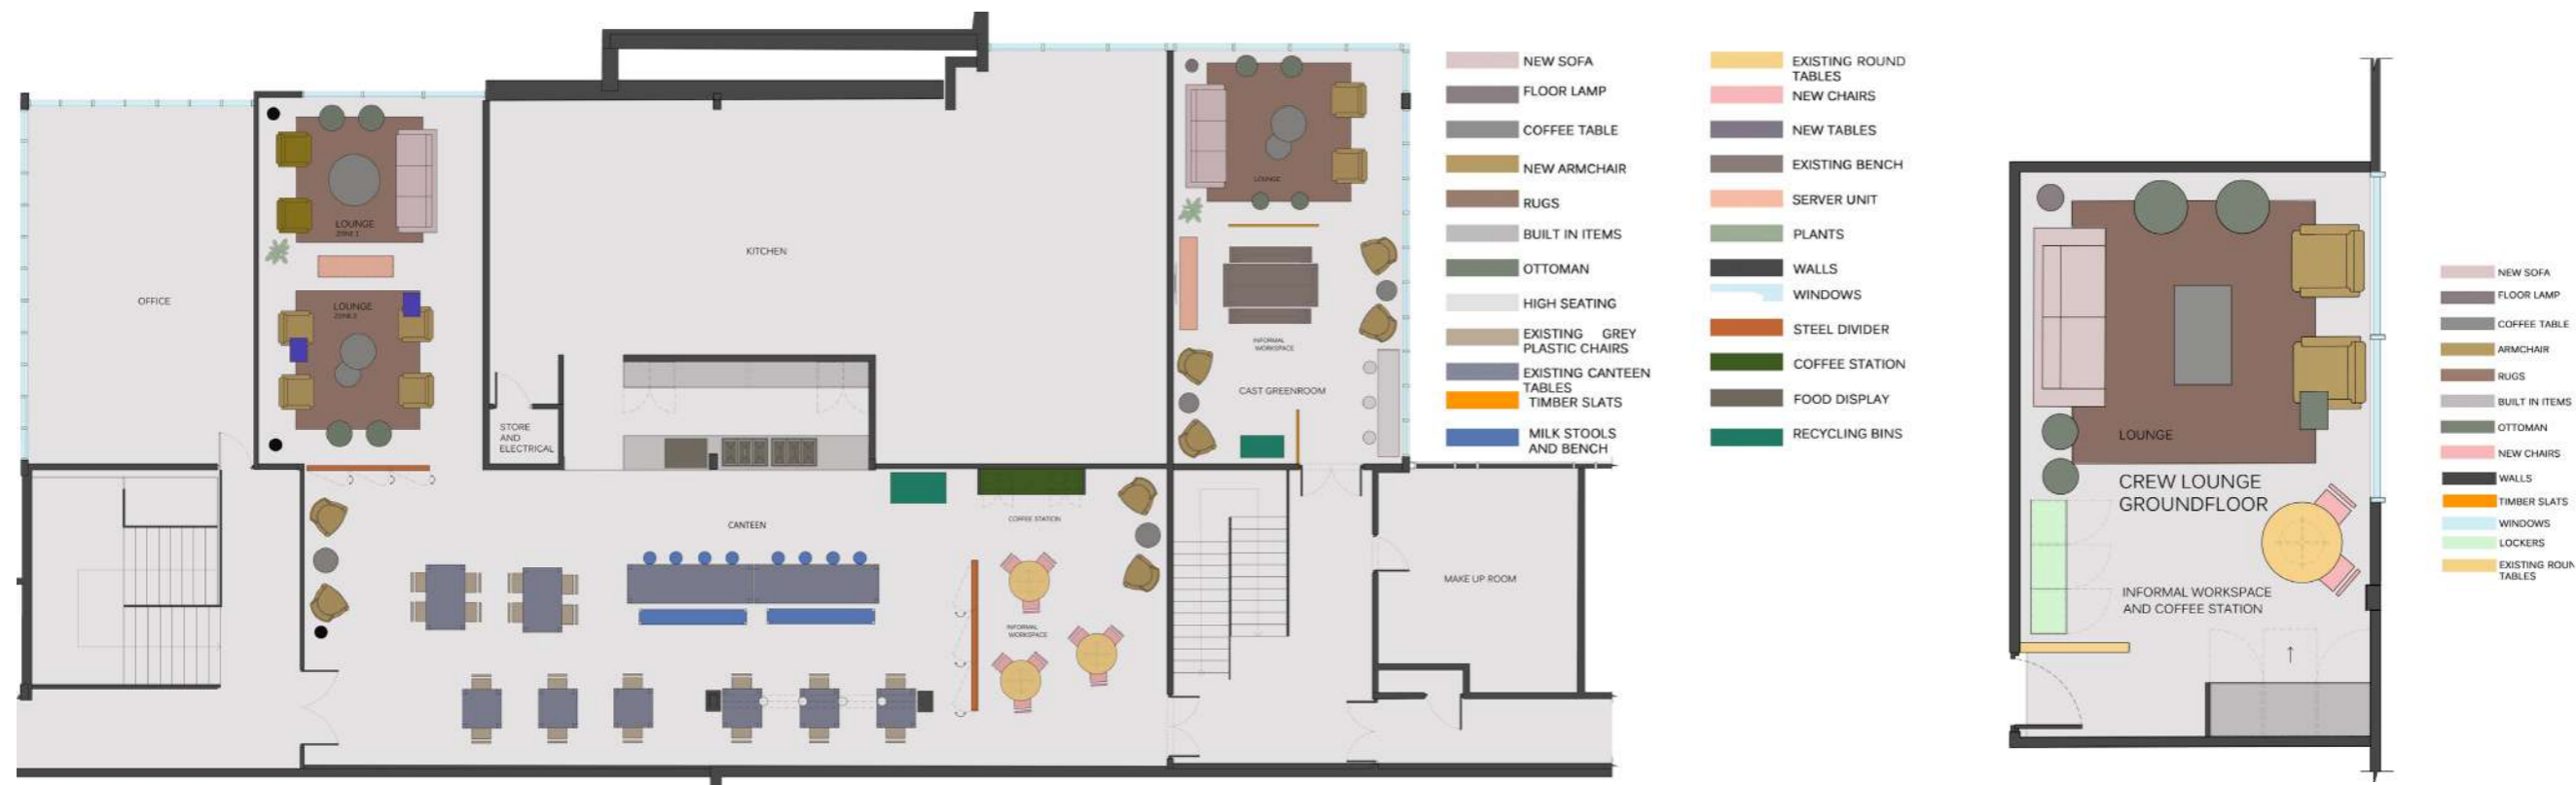 OFFICE
LOUNGE
ZONE 1
LOUNGE
ZONE 2
KITCHEN
STORE
AND
ELECTRICAL
CANTEEN
COFFEE STATION
INFORMAL
WORKSPACE
LOUNGE
INFORMAL
WORKSPACE
CAST GREENROOM
MAKE UP ROOM
NEW SOFA
FLOOR LAMP
COFFEE TABLE
NEW ARMCHAIR
RUGS
BUILT IN ITEMS
OTTOMAN
HIGH SEATING
EXISTING GREY
PLASTIC CHAIRS
EXISTING CANTEEN
TABLES
TIMBER SLATS
MILK STOOLS
AND BENCH
EXISTING ROUND
TABLES
NEW CHAIRS
NEW TABLES
EXISTING BENCH
SERVER UNIT
PLANTS
WALLS
WINDOWS
STEEL DIVIDER
COFFEE STATION
FOOD DISPLAY
RECYCLING BINS
LOUNGE
CREW LOUNGE
GROUNDFLOOR
INFORMAL WORKSPACE
AND COFFEE STATION
NEW SOFA
FLOOR LAMP
COFFEE TABLE
ARMCHAIR
RUGS
BUILT IN ITEMS
OTTOMAN
NEW CHAIRS
WALLS
TIMBER SLATS
WINDOWS
LOCKERS
EXISTING ROUN
TABLES